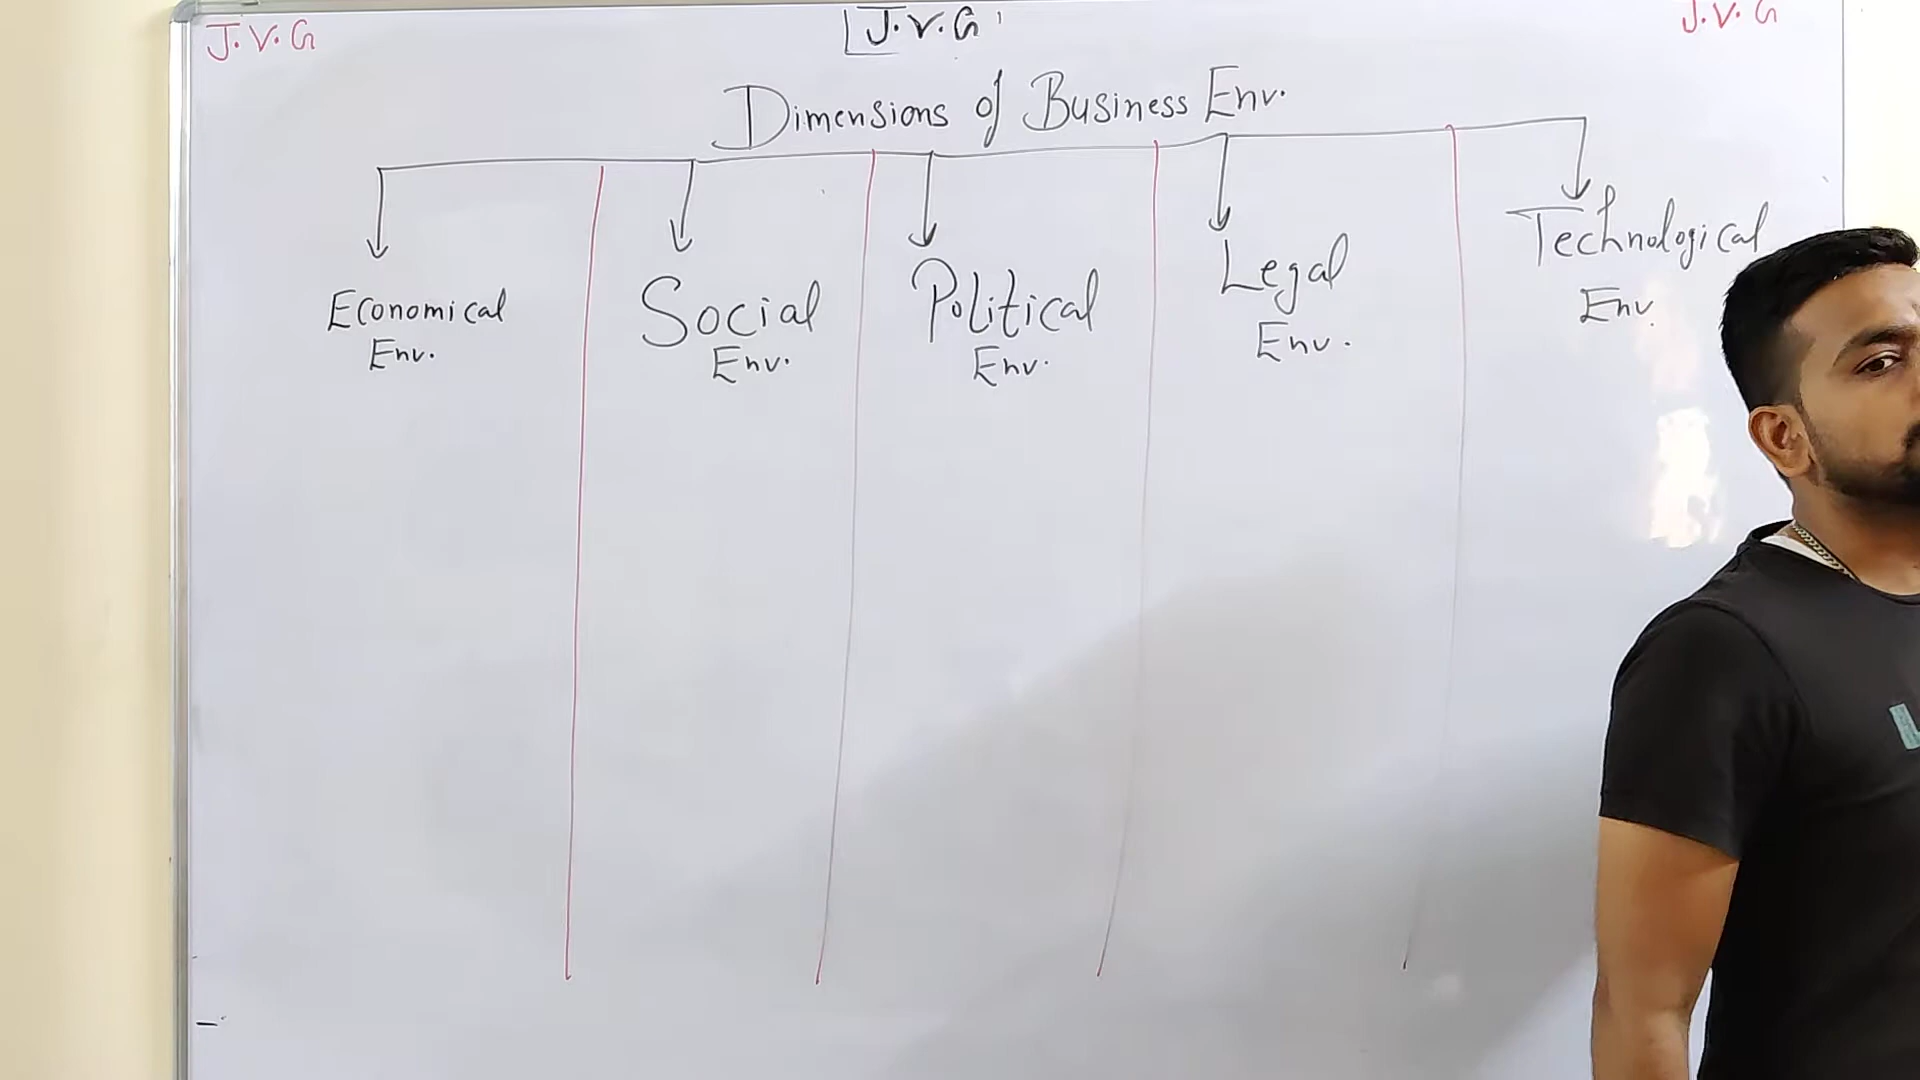 J.V.G
J.V.G
J.V.G
Dimensions of Business Env.
Economical
Env.
Social
Env.
Political
Env.
Legal
Env.
Technological
Env.